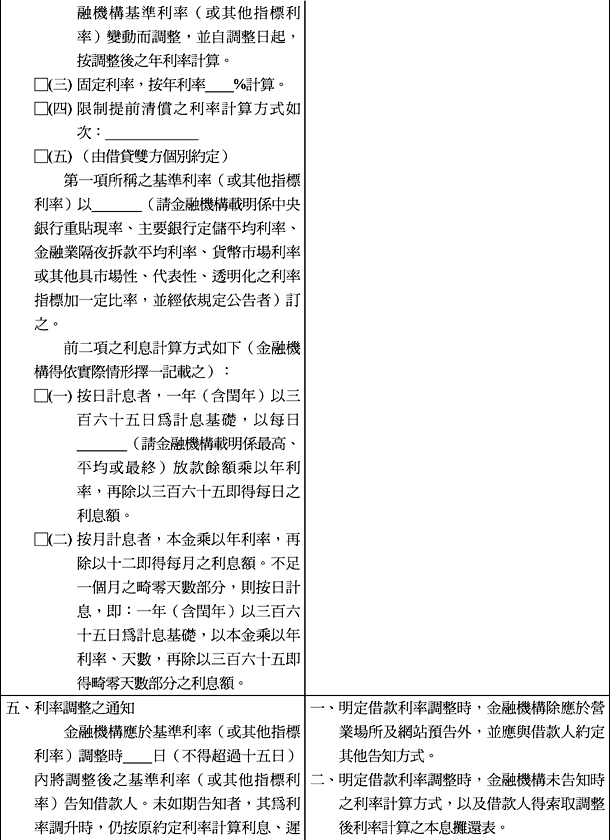 融機構基準利率（或其他指標利
率）變動而調整，並自調整日起，
按調整後之年利率計算。
□(三) 固定利率，按年利率____%計算。
□(四) 限制提前清償之利率計算方式如
次：_____________
□(五) （由借貸雙方個別約定）
第一項所稱之基準利率（或其他指標
利率）以_______（請金融機構載明係中央
銀行重貼現率、主要銀行定儲平均利率、
金融業隔夜拆款平均利率、貨幣市場利率
或其他具市場性、代表性、透明化之利率
指標加一定比率，並經依規定公告者）訂
之。
前二項之利息計算方式如下（金融機
構得依實際情形擇一記載之）：
□(一) 按日計息者，一年（含閏年）以三
百六十五日爲計息基礎，以每日
_______（請金融機構載明係最高、
平均或最終）放款餘額乘以年利
率，再除以三百六十五即得每日之
利息額。
□(二) 按月計息者，本金乘以年利率，再
除以十二即得每月之利息額。不足
一個月之畸零天數部分，則按日計
息，即：一年（含閏年）以三百六
十五日爲計息基礎，以本金乘以年
利率、天數，再除以三百六十五即
得畸零天數部分之利息額。
五、利率調整之通知
金融機構應於基準利率（或其他指標
利率）調整時____日（不得超過十五日）
內將調整後之基準利率（或其他指標利
率）告知借款人。未如期告知者，其爲利
率調升時，仍按原約定利率計算利息、遲
一、明定借款利率調整時，金融機構除應於營
業場所及網站預告外，並應與借款人約定
其他告知方式。
二、明定借款利率調整時，金融機構未告知時
之利率計算方式，以及借款人得索取調整
後利率計算之本息攤還表。